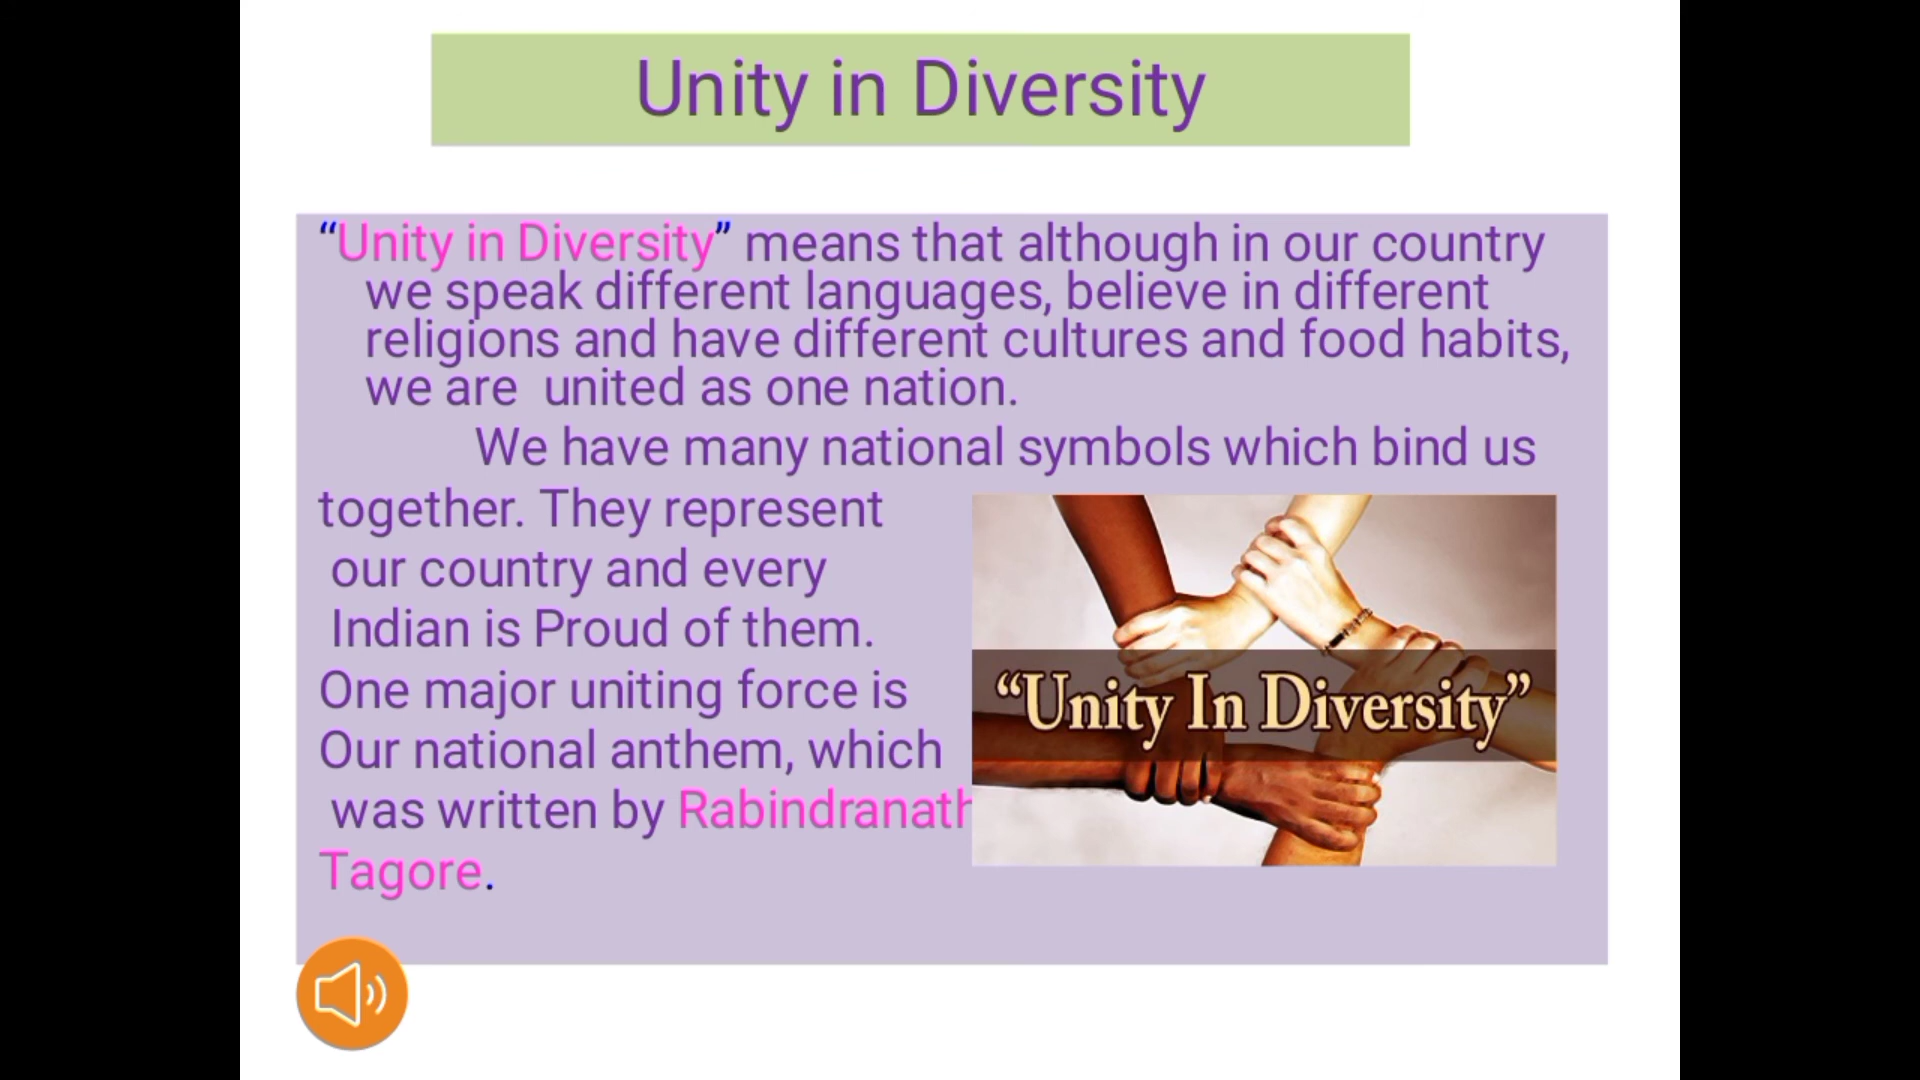 Unity in Diversity
“Unity in Diversity” means that although in our country
we speak different languages, believe in different
religions and have different cultures and food habits,
we are  united as one nation.
We have many national symbols which bind us
together. They represent
our country and every
Indian is Proud of them.
One major uniting force is
Our national anthem, which
was written by Rabindranath
Tagore.
“Unity In Diversity”